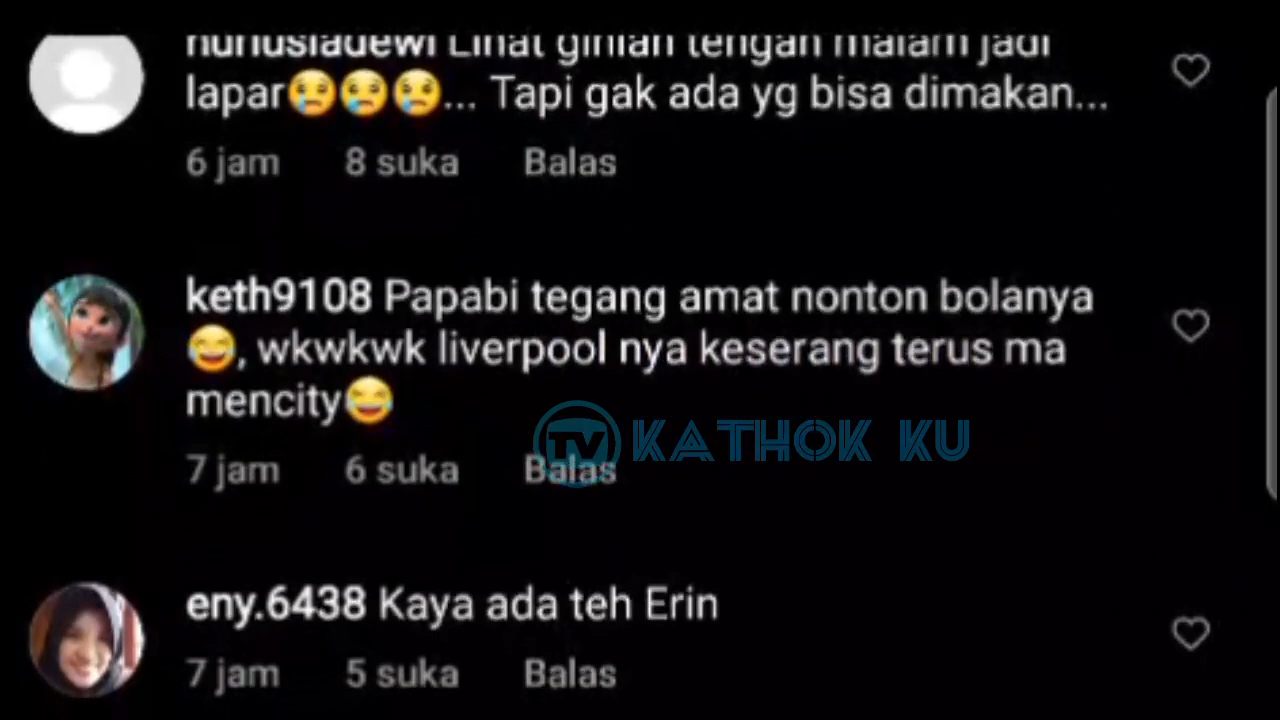 Lihat ginian tengah malam jadi
lapar😢😢😢... Tapi gak ada yg bisa dimakan...
6 jam 8 suka Balas
keth9108 Papabi tegang amat nonton bolanya
😂, wkwkwk liverpool nya keserang terus ma
mencity😂
TV KATHOK KU
7 jam 6 suka Balas
eny.6438 Kaya ada teh Erin
7 jam 5 suka Balas